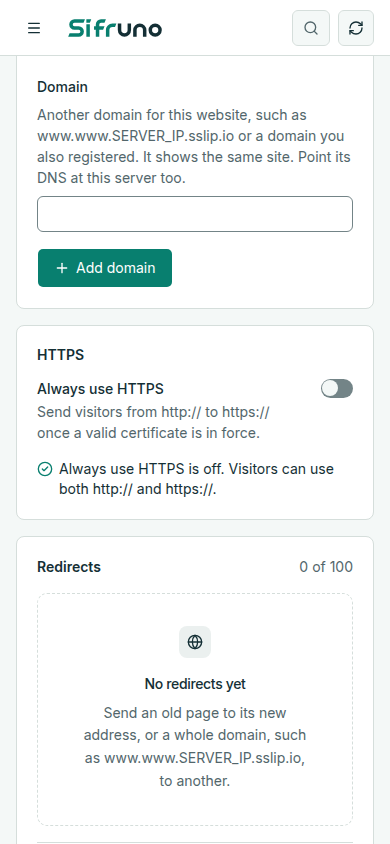 Sifruno
Domain
Another domain for this website, such as
www.www.SERVER_IP.sslip.io or a domain you
also registered. It shows the same site. Point its
DNS at this server too.
Add domain
HTTPS
Always use HTTPS
Send visitors from http:// to https://
once a valid certificate is in force.
Always use HTTPS is off. Visitors can use
both http:// and https://.
Redirects
0 of 100
No redirects yet
Send an old page to its new
address, or a whole domain, such
as www.www.SERVER_IP.sslip.io,
to another.